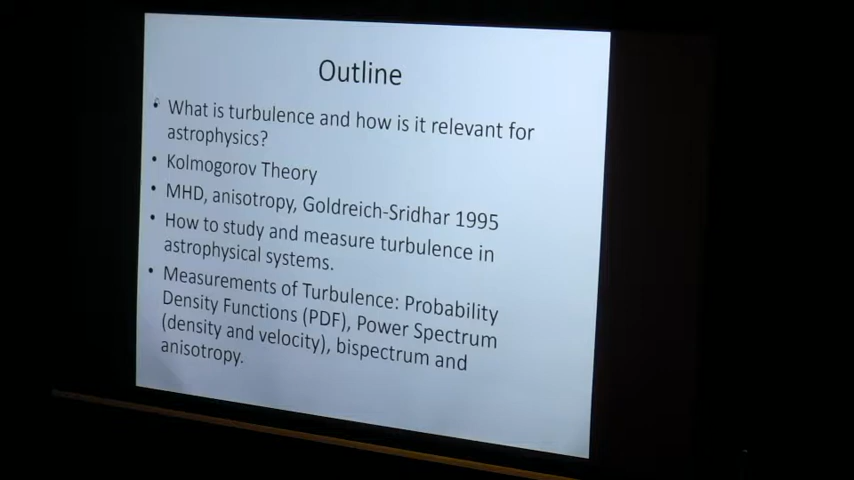 Outline
• What is turbulence and how is it relevant for
astrophysics?
• Kolmogorov Theory
• MHD, anisotropy, Goldreich-Sridhar 1995
• How to study and measure turbulence in
astrophysical systems.
• Measurements of Turbulence: Probability
Density Functions (PDF), Power Spectrum
(density and velocity), bispectrum and
anisotropy.